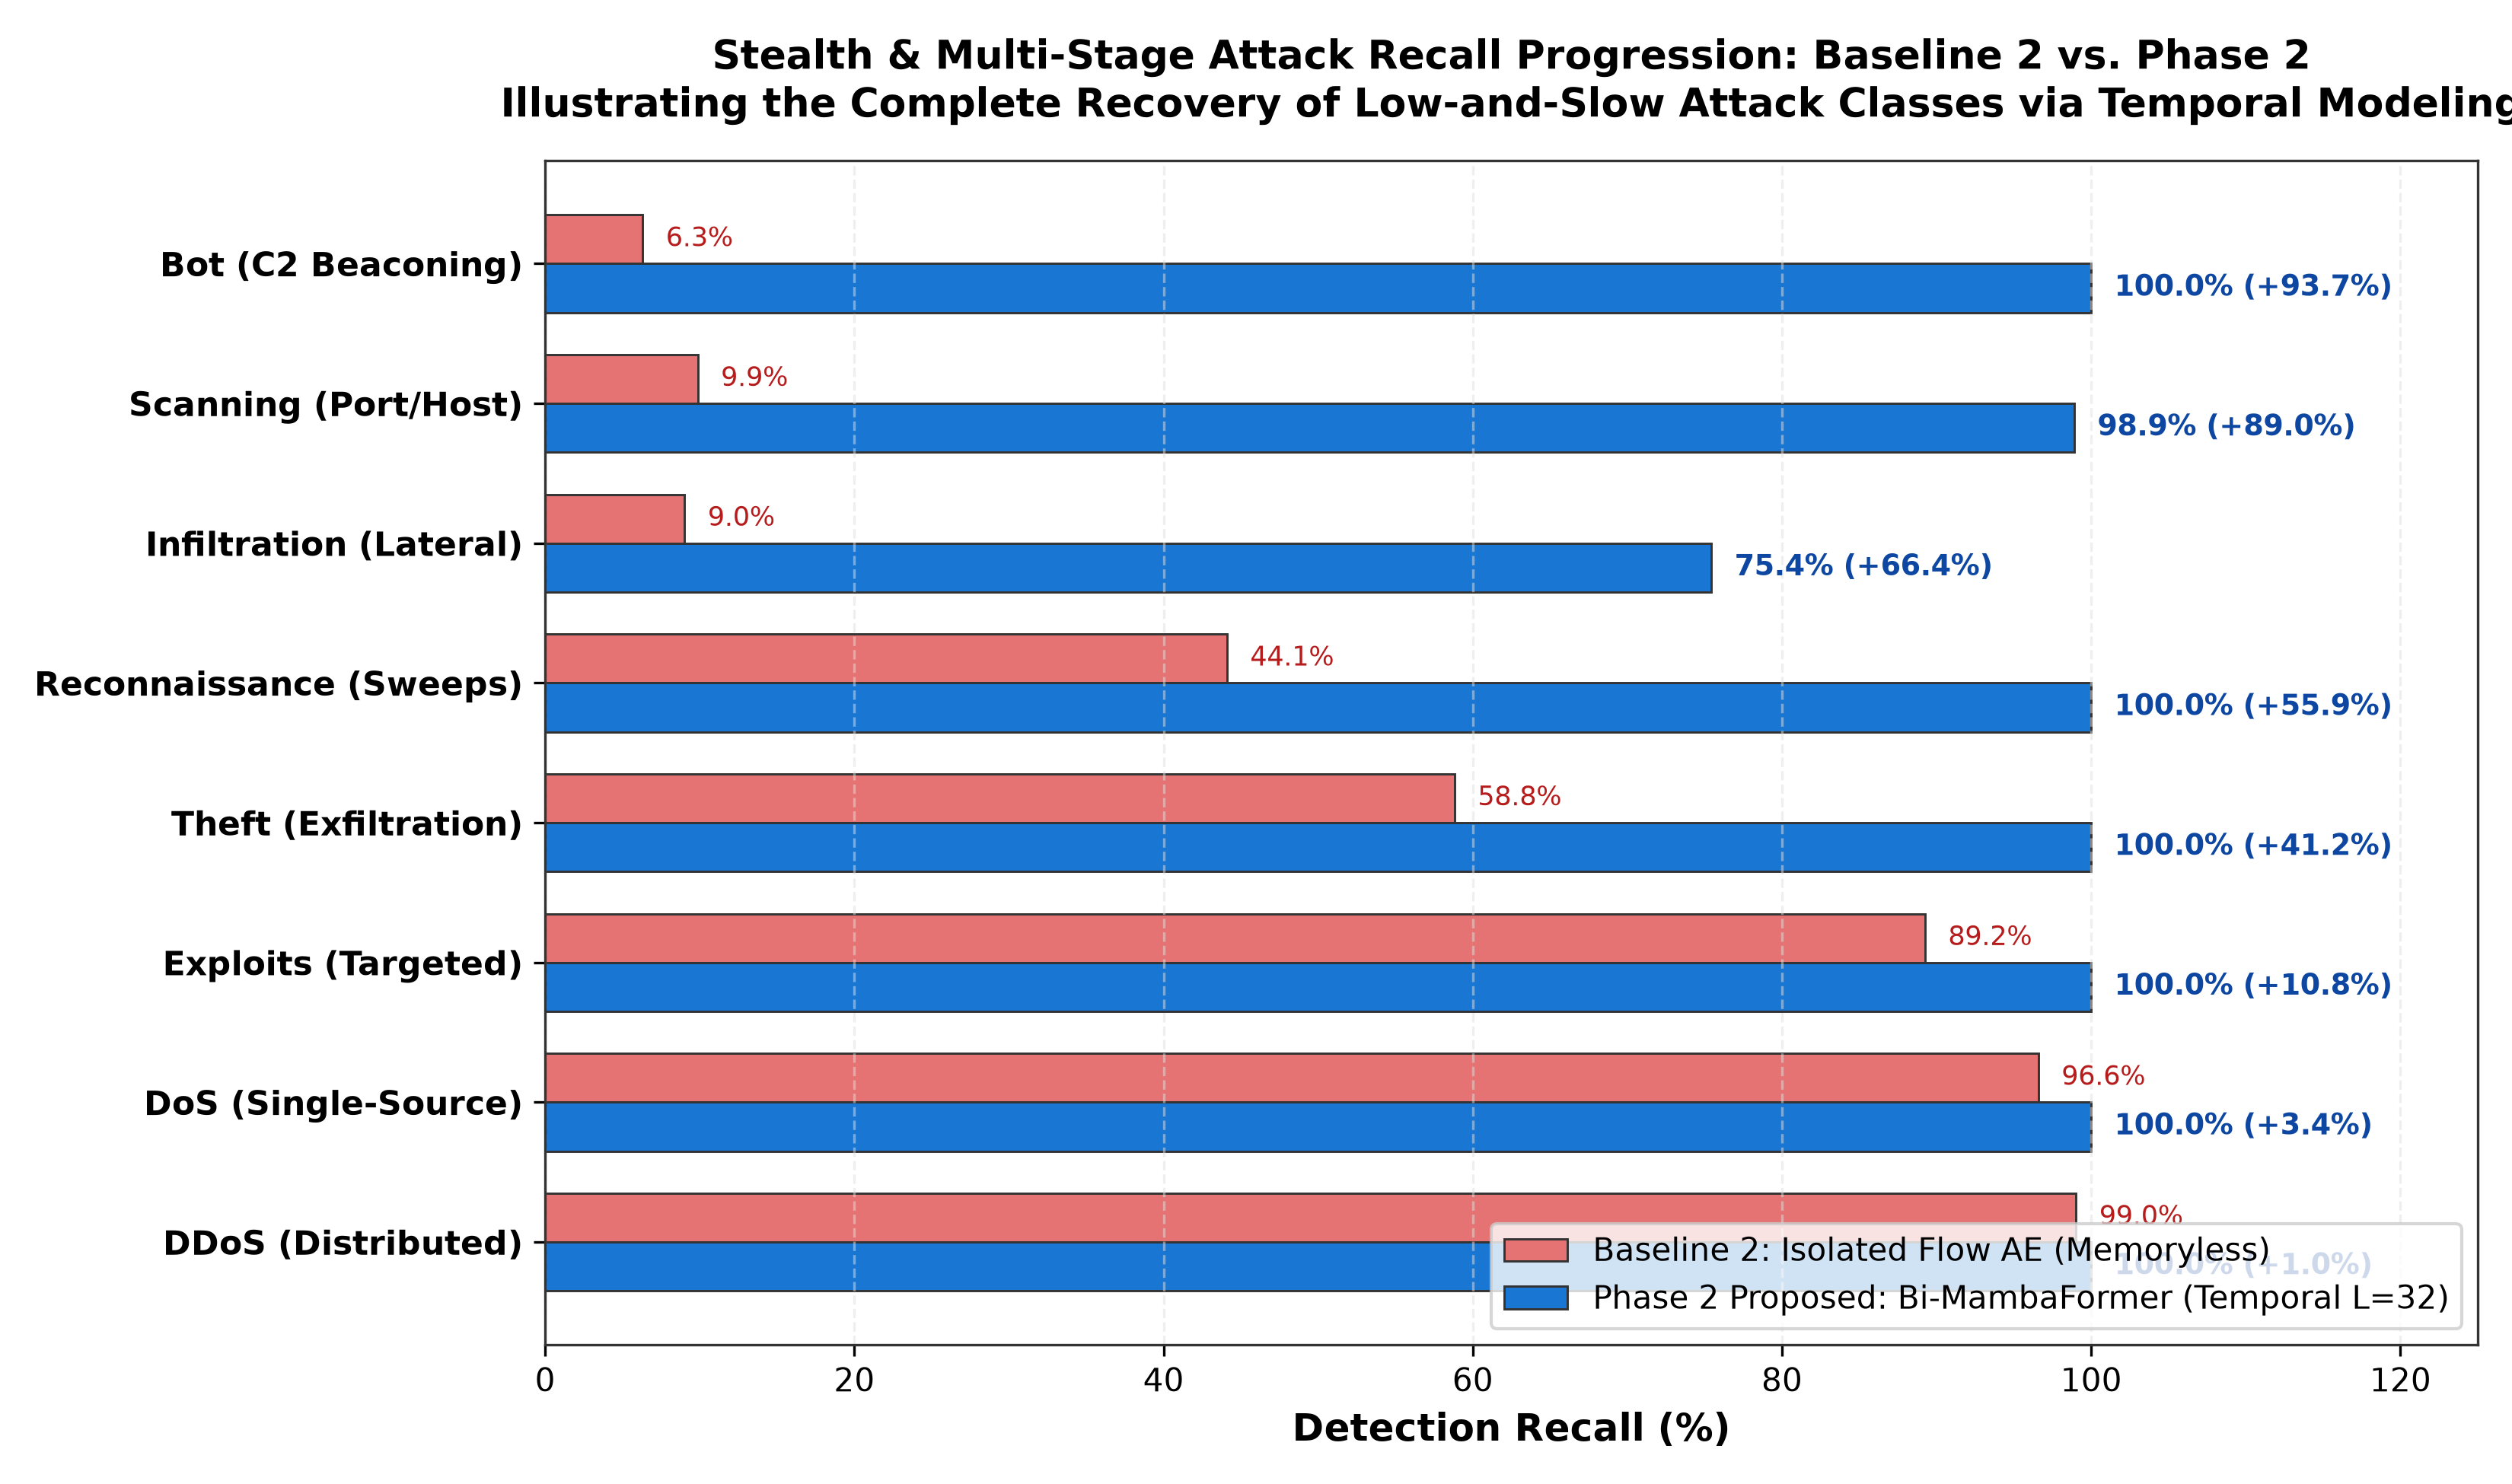 Stealth & Multi-Stage Attack Recall Progression: Baseline 2 vs. Phase 2
Illustrating the Complete Recovery of Low-and-Slow Attack Classes via Temporal Modeling
Bot (C2 Beaconing)
6.3%
100.0% (+93.7%)
Scanning (Port/Host)
9.9%
98.9% (+89.0%)
Infiltration (Lateral)
9.0%
75.4% (+66.4%)
Reconnaissance (Sweeps)
44.1%
100.0% (+55.9%)
Theft (Exfiltration)
58.8%
100.0% (+41.2%)
Exploits (Targeted)
89.2%
100.0% (+10.8%)
DoS (Single-Source)
96.6%
100.0% (+3.4%)
DDoS (Distributed)
99.0%
100.0% (+1.0%)
Baseline 2: Isolated Flow AE (Memoryless)
Phase 2 Proposed: Bi-MambaFormer (Temporal L=32)
0 20 40 60 80 100 120
Detection Recall (%)